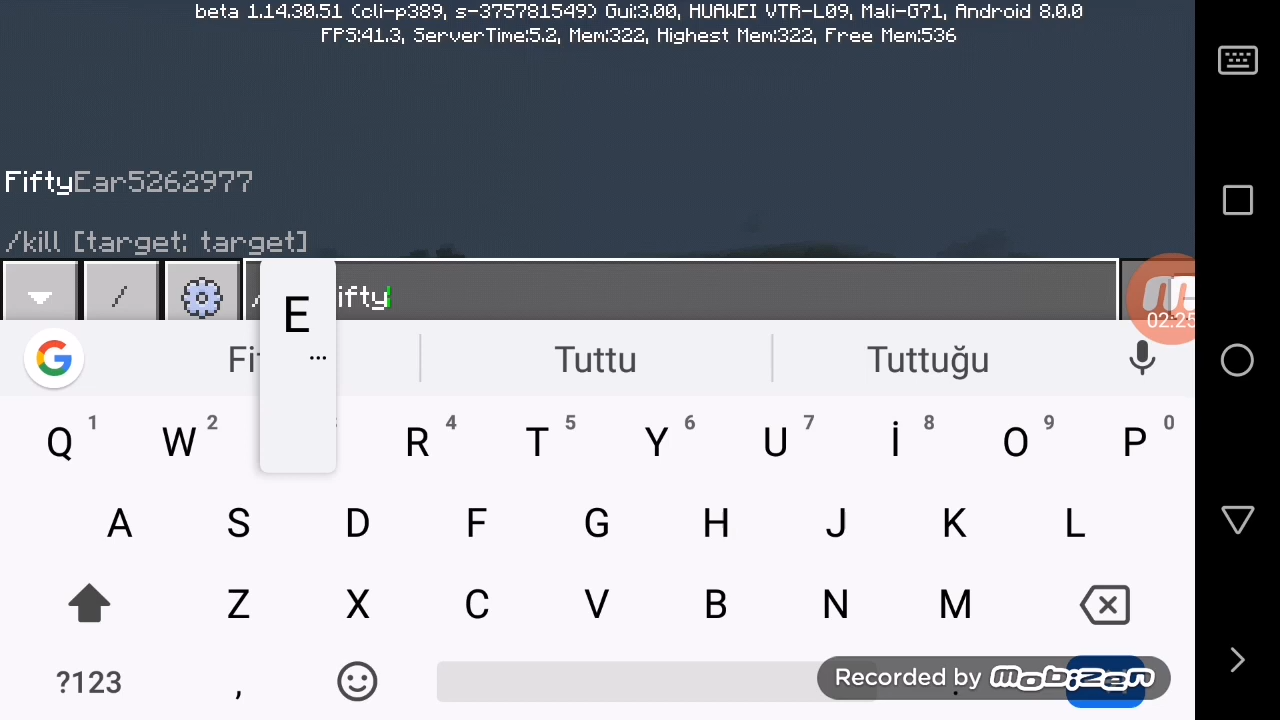 beta 1.14.30.51 (cli-p389, s-375781549) Gui:3.00, HUAWEI VTR-L09, Mali-G71, Android 8.0.0
FPS:41.3, ServerTime:5.2, Mem:322, Highest Mem:322, Free Mem:536
FiftyEar5262977
/kill [target: target]
/ ifty
02:25
E
...
Fi Tuttu Tuttuğu
Q 1 W 2 R 4 T 5 Y 6 U 7 İ 8 O 9 P 0
A S D F G H J K L
Z X C V B N M
?123 , .
Recorded by mobizen